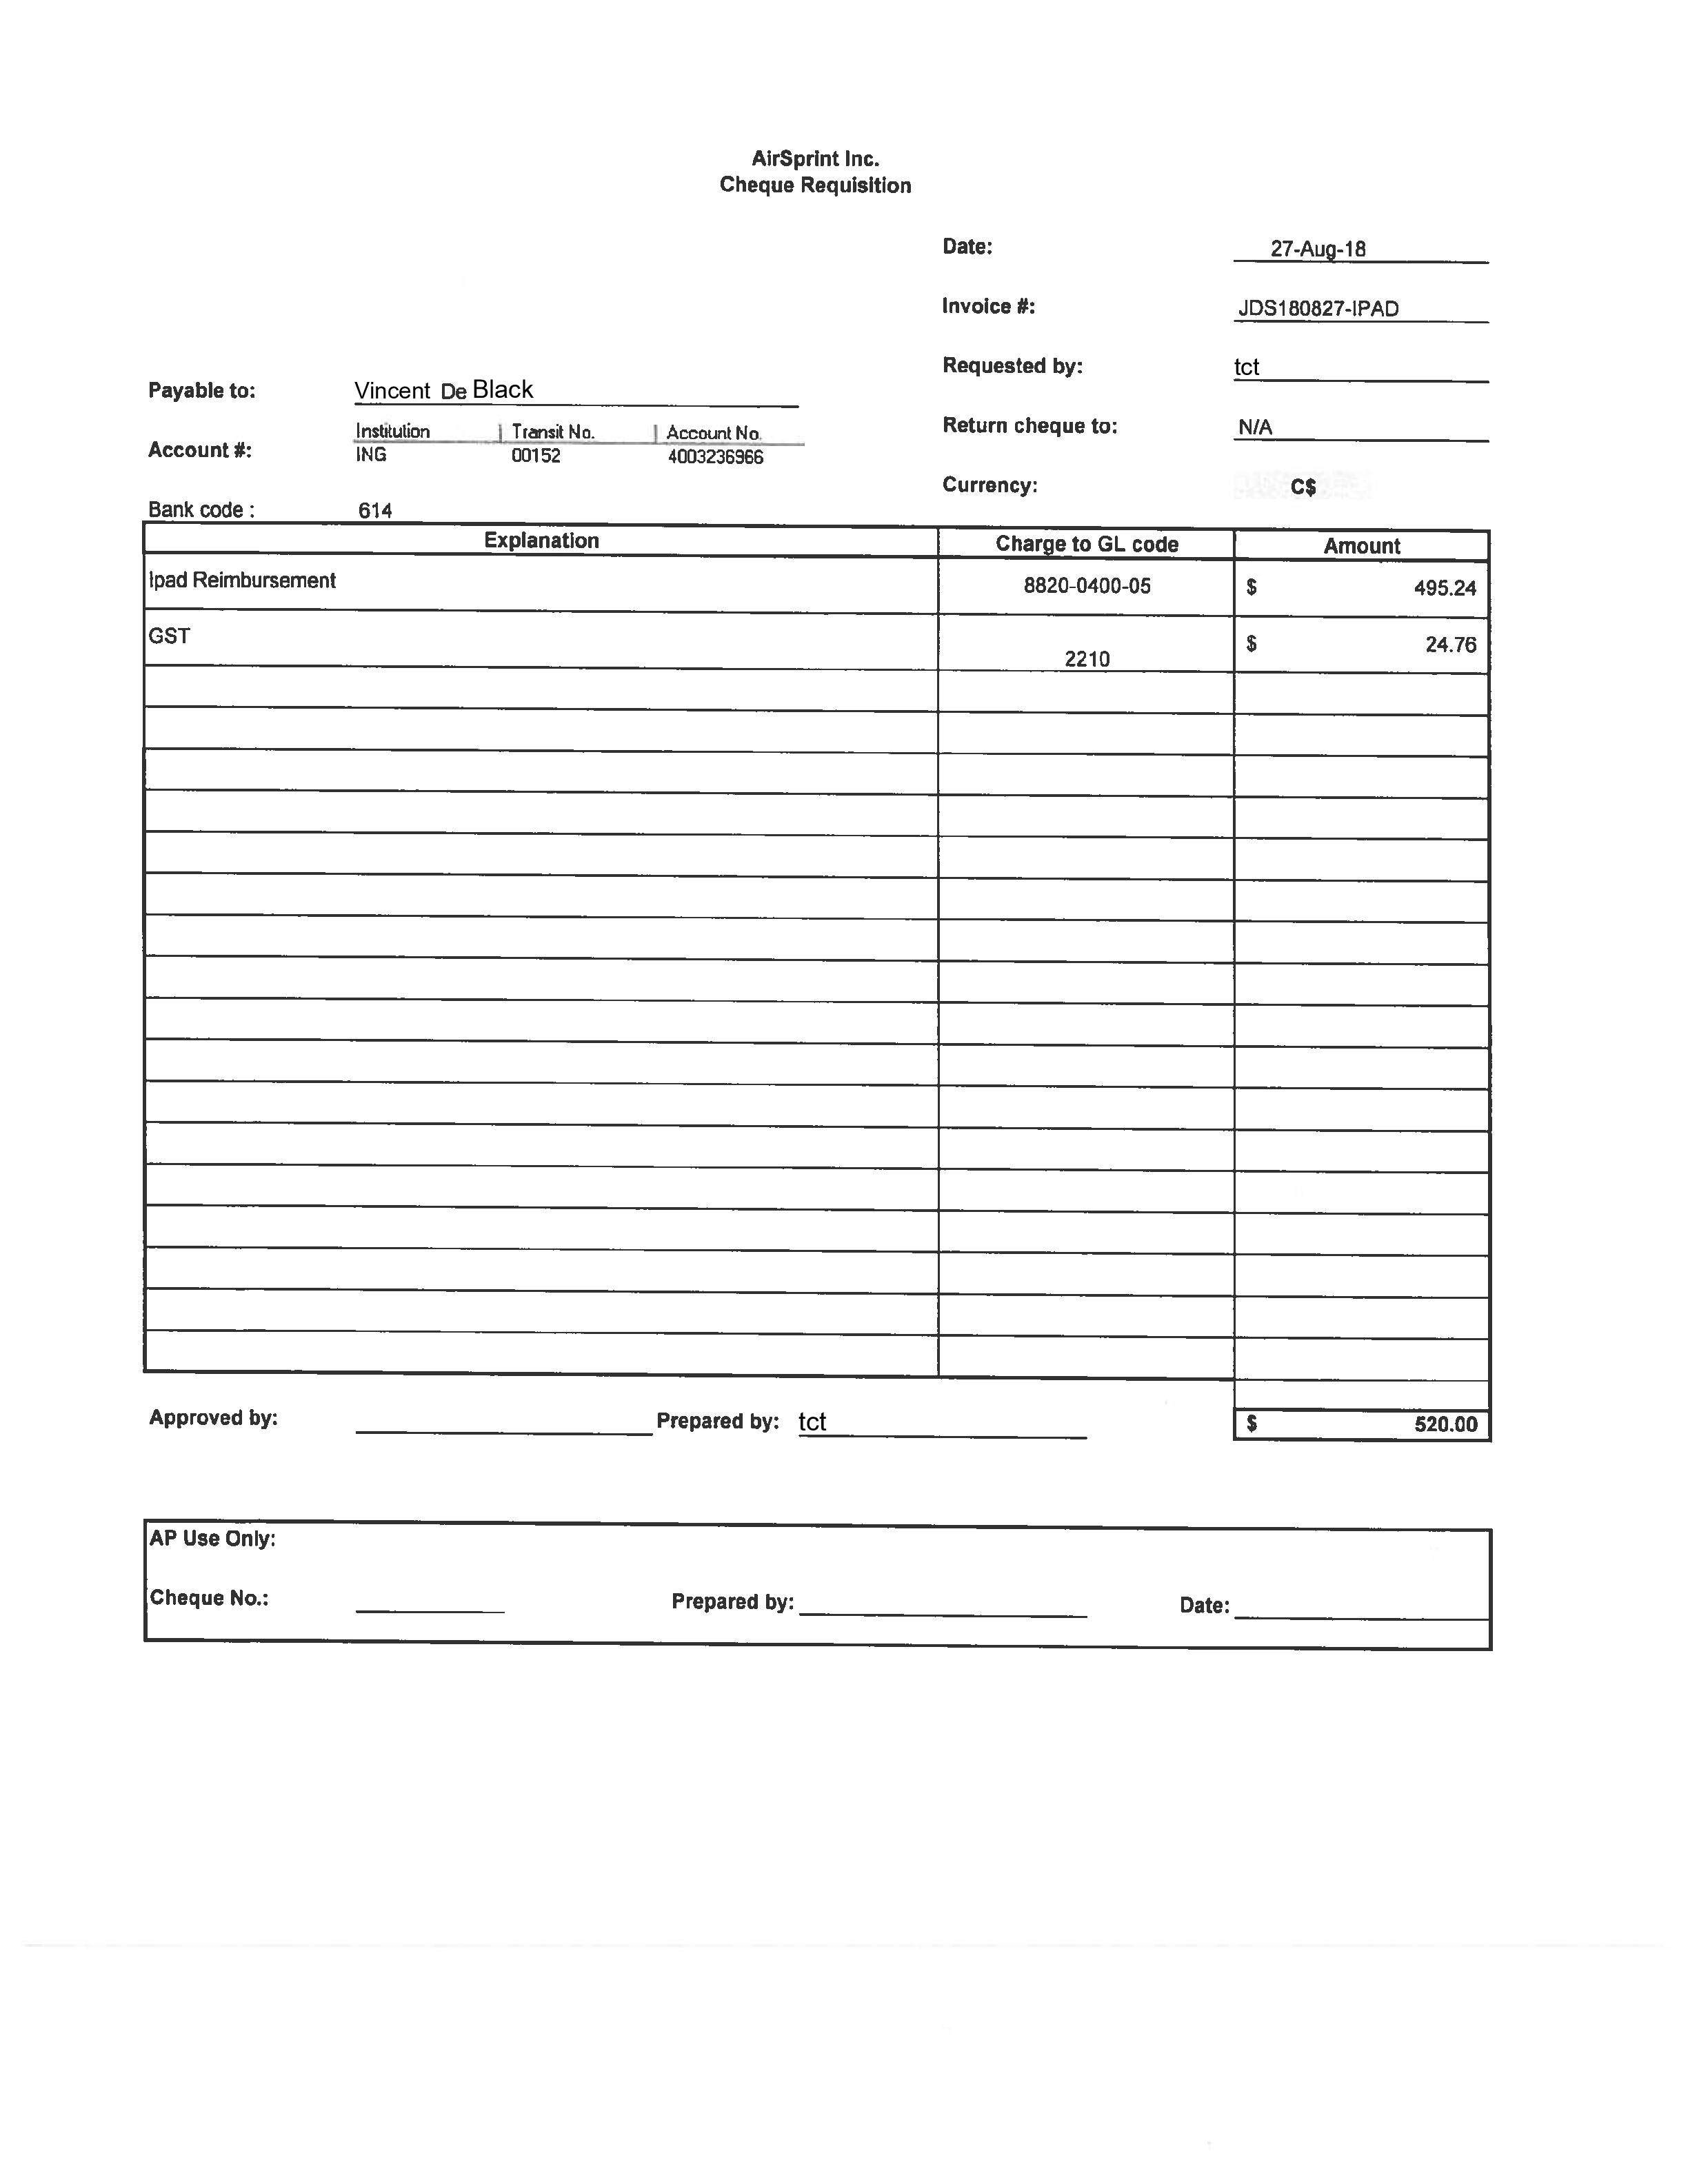 AirSprint Inc.
Cheque Requisition
Date: 27-Aug-18
Invoice #: JDS180827-IPAD
Requested by: tct
Payable to: Vincent De Black
Return cheque to: N/A
Institution | Transit No. | Account No.
Account #: ING 00152 4003236966
Currency: C$
Bank code : 614
Explanation Charge to GL code Amount
Ipad Reimbursement 8820-0400-05 $ 495.24
GST 2210 $ 24.76
Approved by: Prepared by: tct $ 520.00
AP Use Only:
Cheque No.: Prepared by: Date: